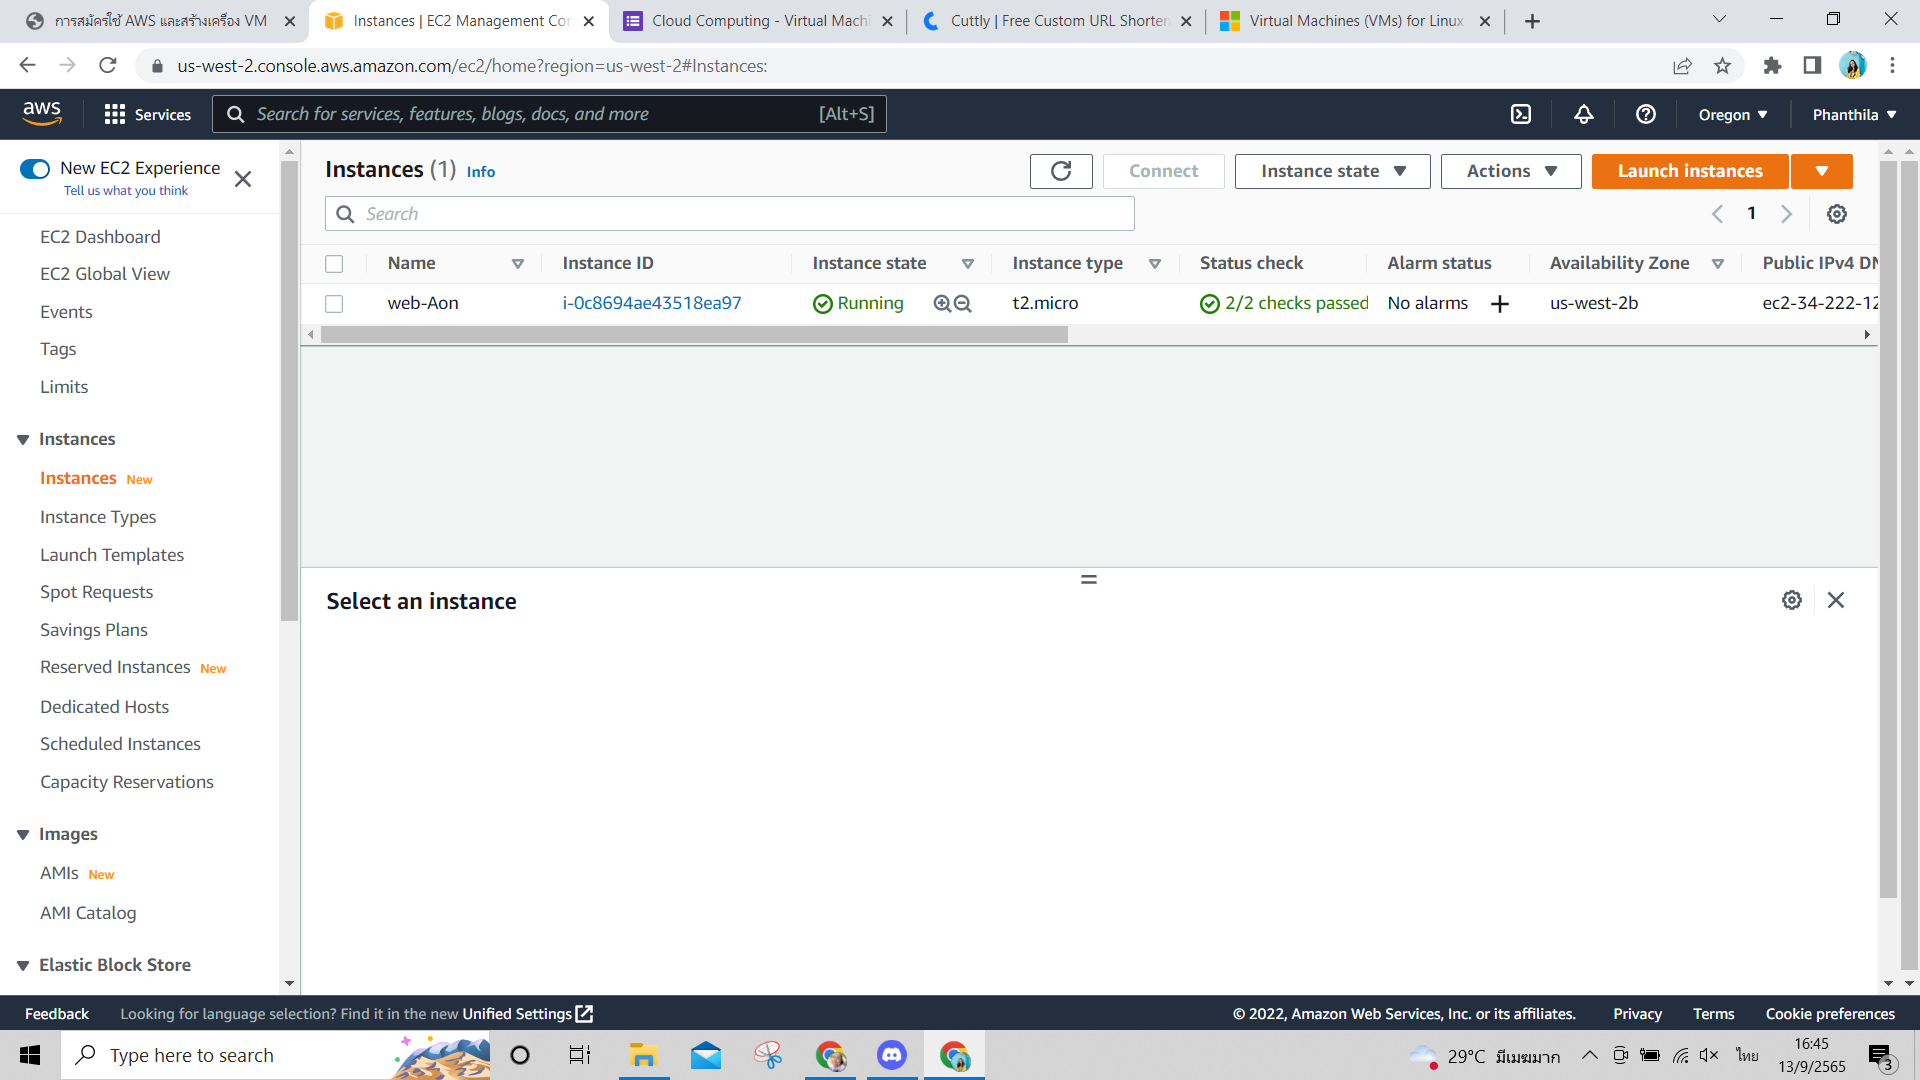 การสมัครใช้ AWS และสร้างเครื่อง VM
Instances | EC2 Management Con
Cloud Computing - Virtual Machi
Cuttly | Free Custom URL Shorten
Virtual Machines (VMs) for Linux
us-west-2.console.aws.amazon.com/ec2/home?region=us-west-2#Instances:
aws
Services
Search for services, features, blogs, docs, and more
[Alt+S]
Oregon
Phanthila
New EC2 Experience
Tell us what you think
EC2 Dashboard
EC2 Global View
Events
Tags
Limits
Instances
Instances New
Instance Types
Launch Templates
Spot Requests
Savings Plans
Reserved Instances New
Dedicated Hosts
Scheduled Instances
Capacity Reservations
Images
AMIs New
AMI Catalog
Elastic Block Store
Instances (1) Info
Connect
Instance state
Actions
Launch instances
Search
1
Name
Instance ID
Instance state
Instance type
Status check
Alarm status
Availability Zone
Public IPv4 DN
web-Aon
i-0c8694ae43518ea97
Running
t2.micro
2/2 checks passed
No alarms
us-west-2b
ec2-34-222-12
Select an instance
Feedback
Looking for language selection? Find it in the new Unified Settings
© 2022, Amazon Web Services, Inc. or its affiliates.
Privacy
Terms
Cookie preferences
Type here to search
29°C มีเมฆมาก
ไทย
16:45
13/9/2565
3